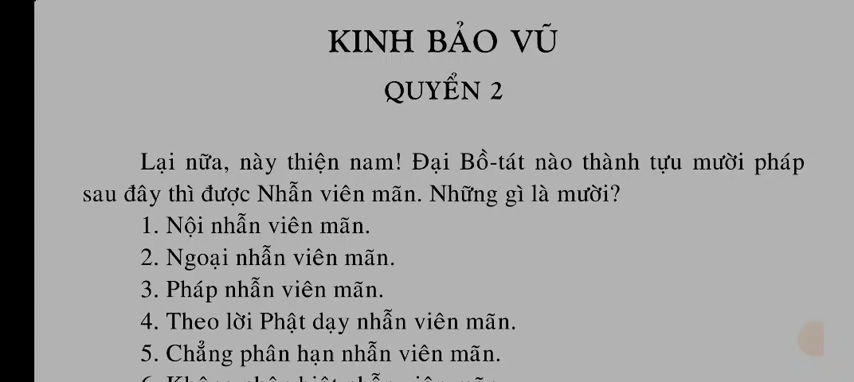 KINH BẢO VŨ
QUYỂN 2
Lại nữa, này thiện nam! Đại Bồ-tát nào thành tựu mười pháp
sau đây thì được Nhẫn viên mãn. Những gì là mười?
1. Nội nhẫn viên mãn.
2. Ngoại nhẫn viên mãn.
3. Pháp nhẫn viên mãn.
4. Theo lời Phật dạy nhẫn viên mãn.
5. Chẳng phân hạn nhẫn viên mãn.